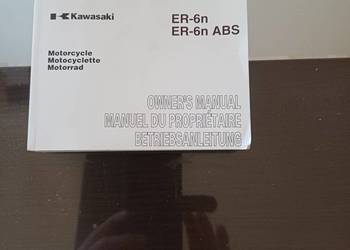 Kawasaki
ER-6n
ER-6n ABS
Motorcycle
Motocyclette
Motorrad
OWNER'S MANUAL
MANUEL DU PROPRIÉTAIRE
BETRIEBSANLEITUNG